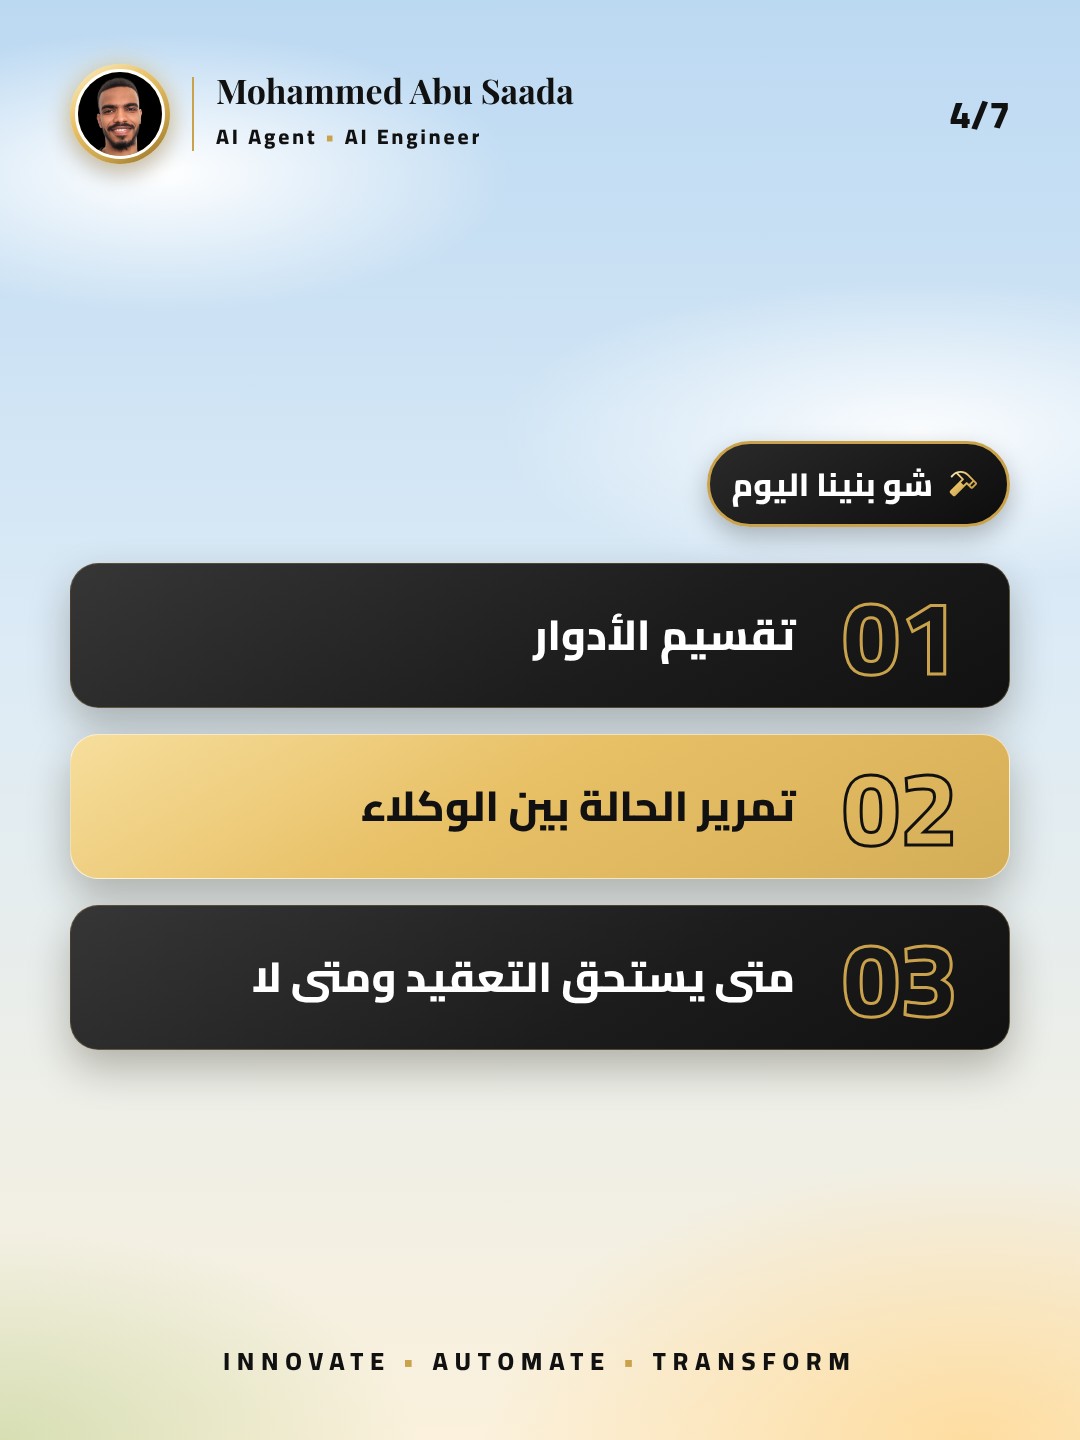 Mohammed Abu Saada
AI Agent ▪ AI Engineer
4/7
شو بنينا اليوم
01 تقسيم الأدوار
02 تمرير الحالة بين الوكلاء
03 متى يستحق التعقيد ومتى لا
INNOVATE ▪ AUTOMATE ▪ TRANSFORM